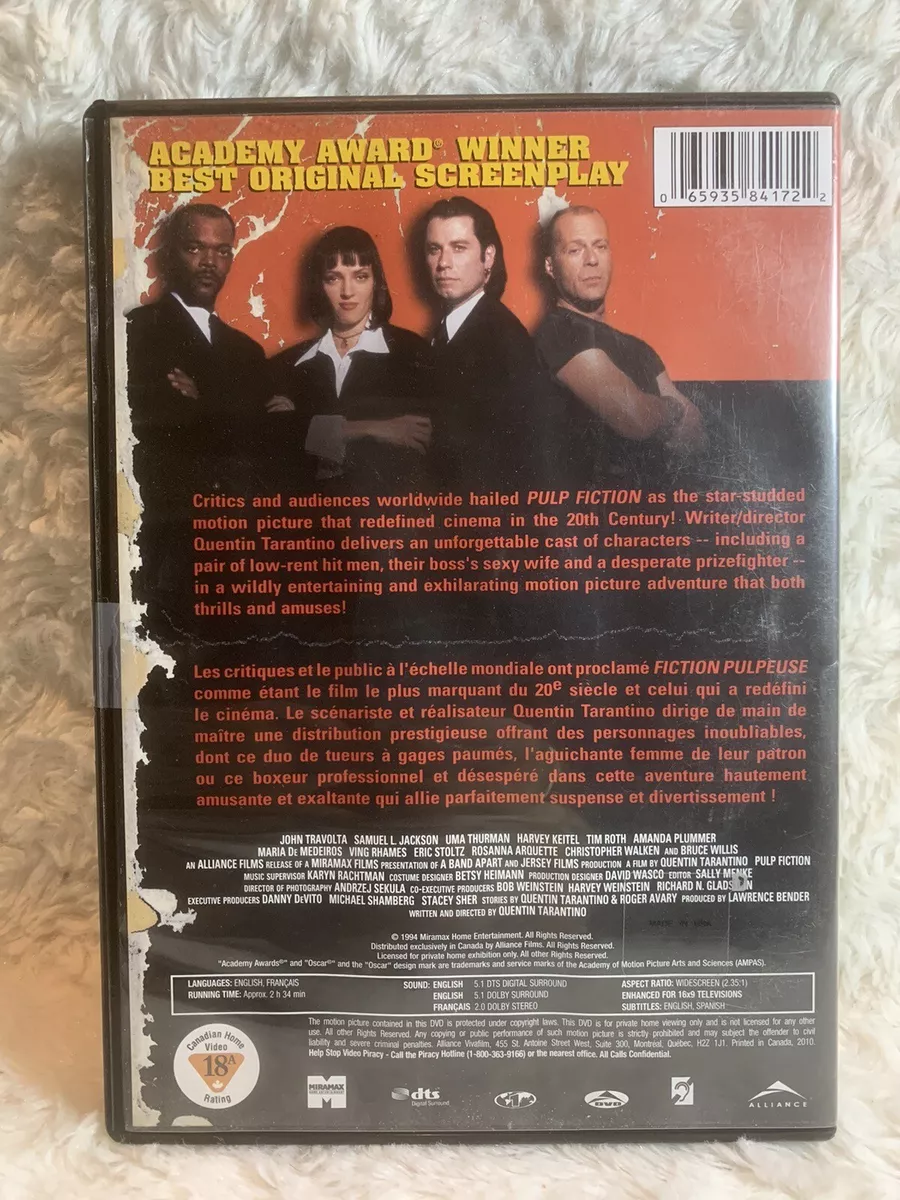 ACADEMY AWARD® WINNER
BEST ORIGINAL SCREENPLAY
0 65935 84172 2
Critics and audiences worldwide hailed PULP FICTION as the star-studded
motion picture that redefined cinema in the 20th Century! Writer/director
Quentin Tarantino delivers an unforgettable cast of characters -- including a
pair of low-rent hit men, their boss's sexy wife and a desperate prizefighter --
in a wildly entertaining and exhilarating motion picture adventure that both
thrills and amuses!
Les critiques et le public à l'échelle mondiale ont proclamé FICTION PULPEUSE
comme étant le film le plus marquant du 20e siècle et celui qui a redéfini
le cinéma. Le scénariste et réalisateur Quentin Tarantino dirige de main de
maître une distribution prestigieuse offrant des personnages inoubliables,
dont ce duo de tueurs à gages paumés, l'aguichante femme de leur patron
ou ce boxeur professionnel et désespéré dans cette aventure hautement
amusante et exaltante qui allie parfaitement suspense et divertissement !
JOHN TRAVOLTA SAMUEL L. JACKSON UMA THURMAN HARVEY KEITEL TIM ROTH AMANDA PLUMMER
MARIA DE MEDEIROS VING RHAMES ERIC STOLTZ ROSANNA ARQUETTE CHRISTOPHER WALKEN AND BRUCE WILLIS
AN ALLIANCE FILMS RELEASE OF A MIRAMAX FILMS PRESENTATION OF A BAND APART AND JERSEY FILMS PRODUCTION A FILM BY QUENTIN TARANTINO PULP FICTION
MUSIC SUPERVISOR KARYN RACHTMAN COSTUME DESIGNER BETSY HEIMANN PRODUCTION DESIGNER DAVID WASCO EDITOR SALLY MENKE
DIRECTOR OF PHOTOGRAPHY ANDRZEJ SEKULA CO-EXECUTIVE PRODUCERS BOB WEINSTEIN HARVEY WEINSTEIN RICHARD N.
EXECUTIVE PRODUCERS DANNY DEVITO MICHAEL SHAMBERG STACEY SHER STORIES BY QUENTIN TARANTINO & ROGER AVARY PRODUCED BY LAWRENCE BENDER
WRITTEN AND DIRECTED BY QUENTIN TARANTINO
© 1994 Miramax Home Entertainment. All Rights Reserved.
Distributed exclusively in Canada by Alliance Films. All Rights Reserved.
Licensed for private home exhibition only. All other Rights Reserved.
"Academy Awards®" and "Oscar®" and the "Oscar" design mark are trademarks and service marks of the Academy of Motion Picture Arts and Sciences (AMPAS).
LANGUAGES: ENGLISH, FRANÇAIS SOUND: ENGLISH 5.1 DTS DIGITAL SURROUND ASPECT RATIO: WIDESCREEN (2.35:1)
RUNNING TIME: Approx. 2 h 34 min ENGLISH 5.1 DOLBY SURROUND ENHANCED FOR 16x9 TELEVISIONS
FRANÇAIS 2.0 DOLBY STEREO SUBTITLES: ENGLISH, SPANISH
The motion picture contained in this DVD is protected under copyright laws. This DVD is for private home viewing only and is not licensed for any other
use. All other Rights Reserved. Any copying or public performance of such motion picture is strictly prohibited and may subject the offender to civil
liability and severe criminal penalties. Alliance Vivafilm, 455 St. Antoine Street West, Suite 300, Montréal, Québec, H2Z 1J1. Printed in Canada, 2010.
Help Stop Video Piracy - Call the Piracy Hotline (1-800-363-9166) or the nearest office. All Calls Confidential.
Canadian Home
Video
18A
Rating
MIRAMAX
HOME ENTERTAINMENT
dts
Digital Surround
DVD
ALLIANCE